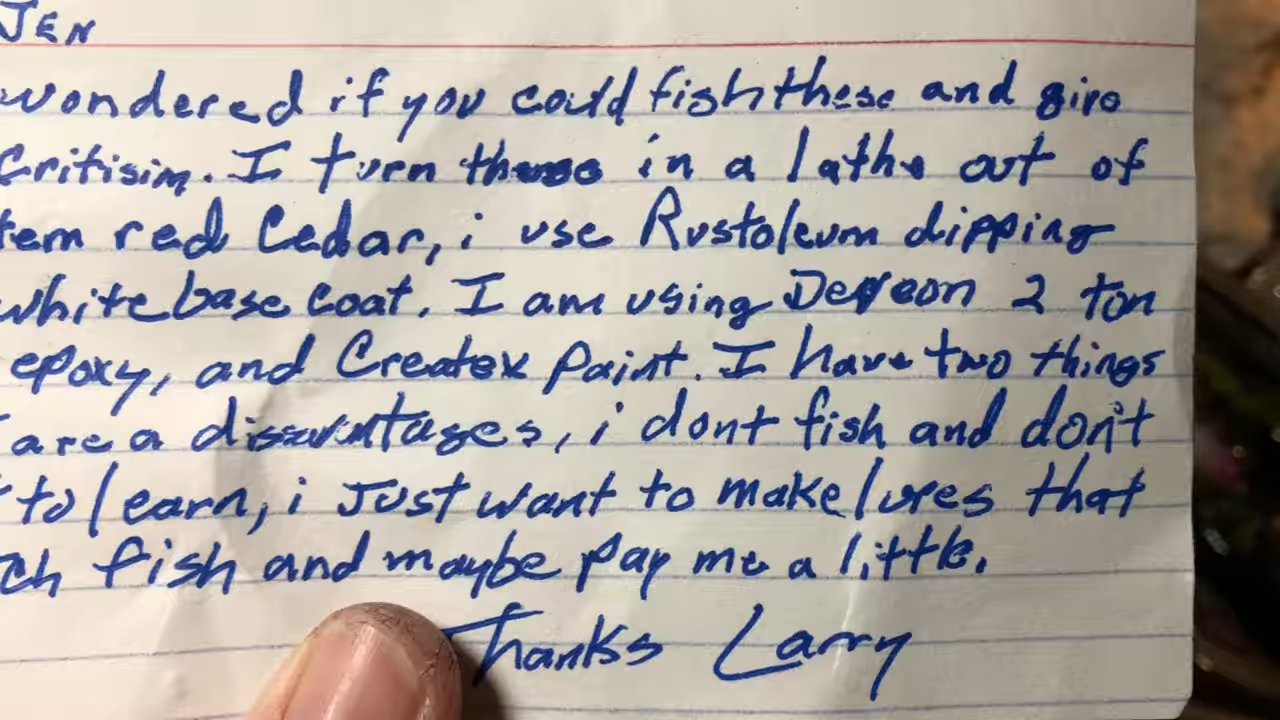 JEN
wondered if you could fish these and give
Critisim. I turn these in a lathe out of
tern red Cedar, i use Rustoleum dipping
white base coat. I am using Devcon 2 ton
epoxy, and Createx paint. I have two things
are a disavntages, i dont fish and don't
to learn, i Just want to make lures that
ch fish and maybe pay me a little.
Thanks Larry